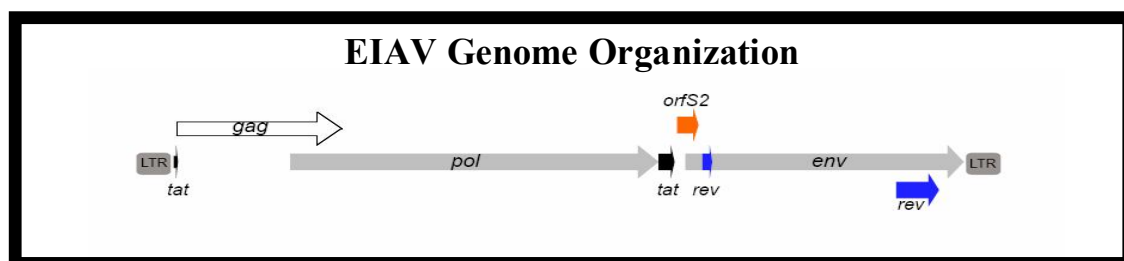 EIAV Genome Organization
orfS2
gag
LTR pol env LTR
tat tat rev
rev